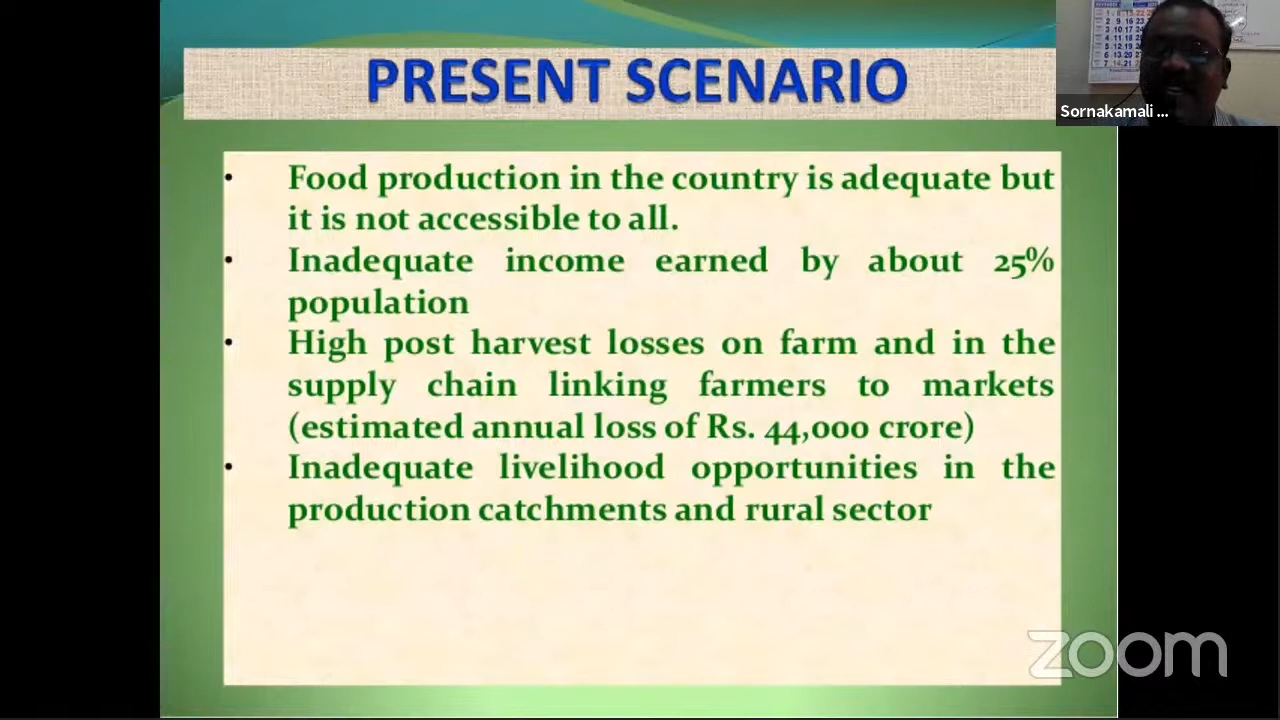 PRESENT SCENARIO
Sornakamali ...
• Food production in the country is adequate but
it is not accessible to all.
• Inadequate income earned by about 25%
population
• High post harvest losses on farm and in the
supply chain linking farmers to markets
(estimated annual loss of Rs. 44,000 crore)
• Inadequate livelihood opportunities in the
production catchments and rural sector
zoom